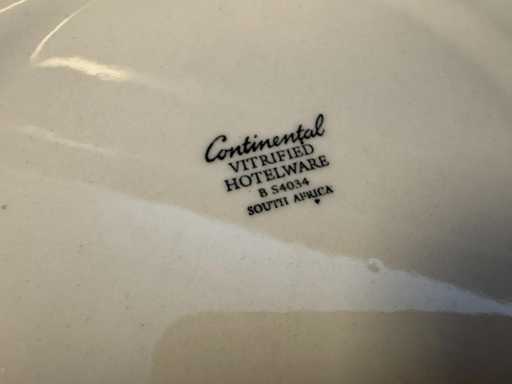 Continental
VITRIFIED
HOTELWARE
B S4034
SOUTH AFRICA